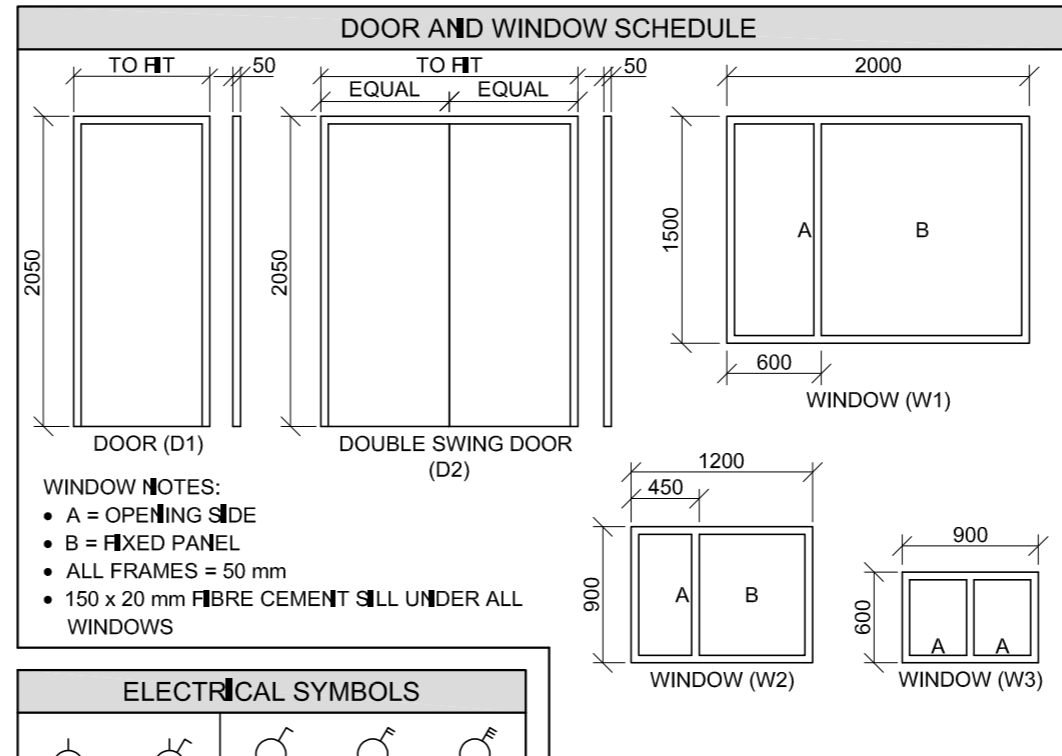 DOOR AND WINDOW SCHEDULE
TO FIT
50
2050
DOOR (D1)
TO FIT
50
EQUAL EQUAL
2050
DOUBLE SWING DOOR
(D2)
2000
1500
A B
600
WINDOW (W1)
WINDOW NOTES:
• A = OPENING SIDE
• B = FIXED PANEL
• ALL FRAMES = 50 mm
• 150 x 20 mm FIBRE CEMENT SILL UNDER ALL
WINDOWS
1200
450
900
A B
WINDOW (W2)
900
600
A A
WINDOW (W3)
ELECTRICAL SYMBOLS